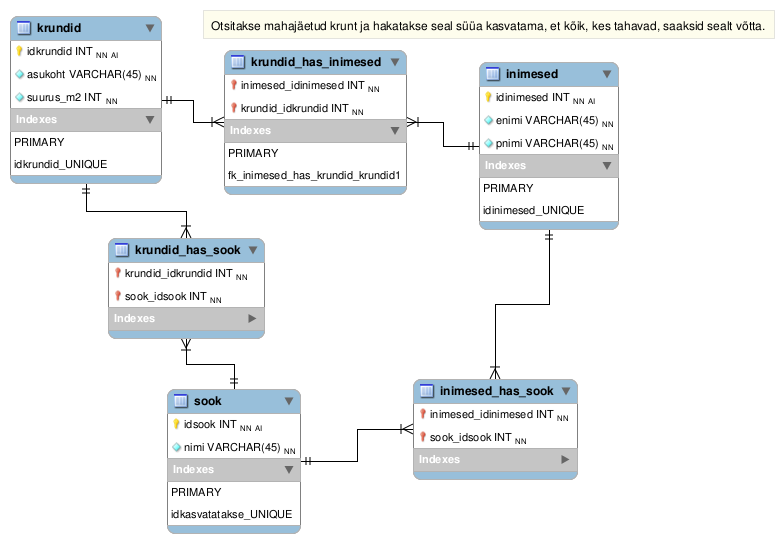 Otsitakse mahajäetud krunt ja hakatakse seal süüa kasvatama, et kõik, kes tahavad, saaksid sealt võtta.
krundid
idkrundid INT NN AI
asukoht VARCHAR(45) NN
suurus_m2 INT NN
Indexes
PRIMARY
idkrundid_UNIQUE
krundid_has_inimesed
inimesed_idinimesed INT NN
krundid_idkrundid INT NN
Indexes
PRIMARY
fk_inimesed_has_krundid_krundid1
inimesed
idinimesed INT NN AI
enimi VARCHAR(45) NN
pnimi VARCHAR(45) NN
Indexes
PRIMARY
idinimesed_UNIQUE
krundid_has_sook
krundid_idkrundid INT NN
sook_idsook INT NN
Indexes
sook
idsook INT NN AI
nimi VARCHAR(45) NN
Indexes
PRIMARY
idkasvatatakse_UNIQUE
inimesed_has_sook
inimesed_idinimesed INT NN
sook_idsook INT NN
Indexes